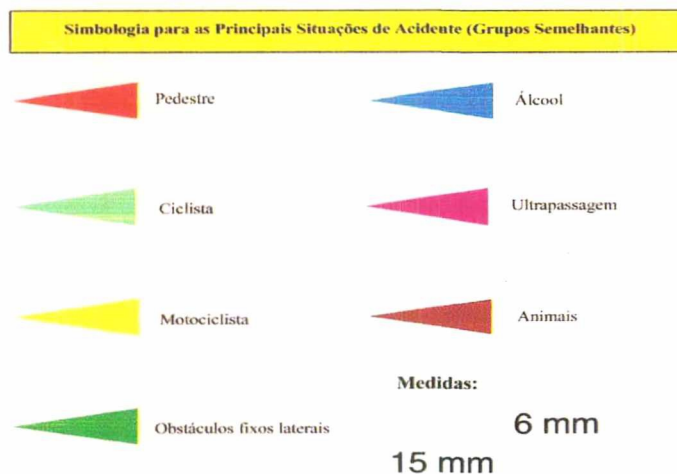 Simbologia para as Principais Situações de Acidente (Grupos Semelhantes)
Pedestre
Álcool
Ciclista
Ultrapassagem
Motociclista
Animais
Obstáculos fixos laterais
Medidas:
6 mm
15 mm